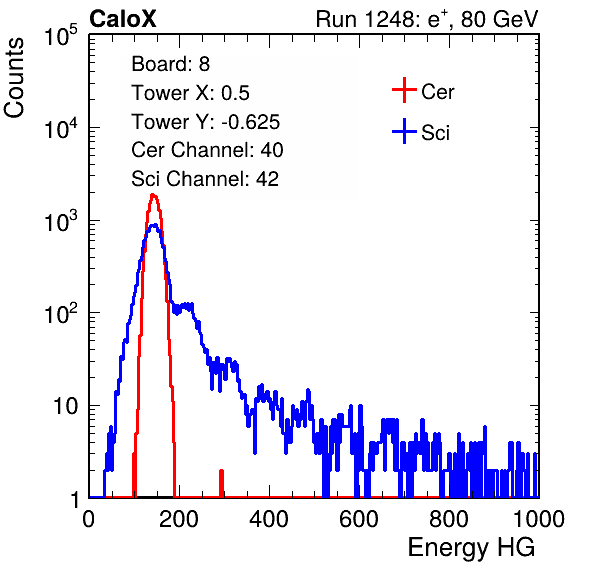 CaloX Run 1248: e⁺, 80 GeV
Board: 8
Tower X: 0.5
Tower Y: -0.625
Cer Channel: 40
Sci Channel: 42
Cer
Sci
Counts
10⁵
10⁴
10³
10²
10
1
0 200 400 600 800 1000
Energy HG